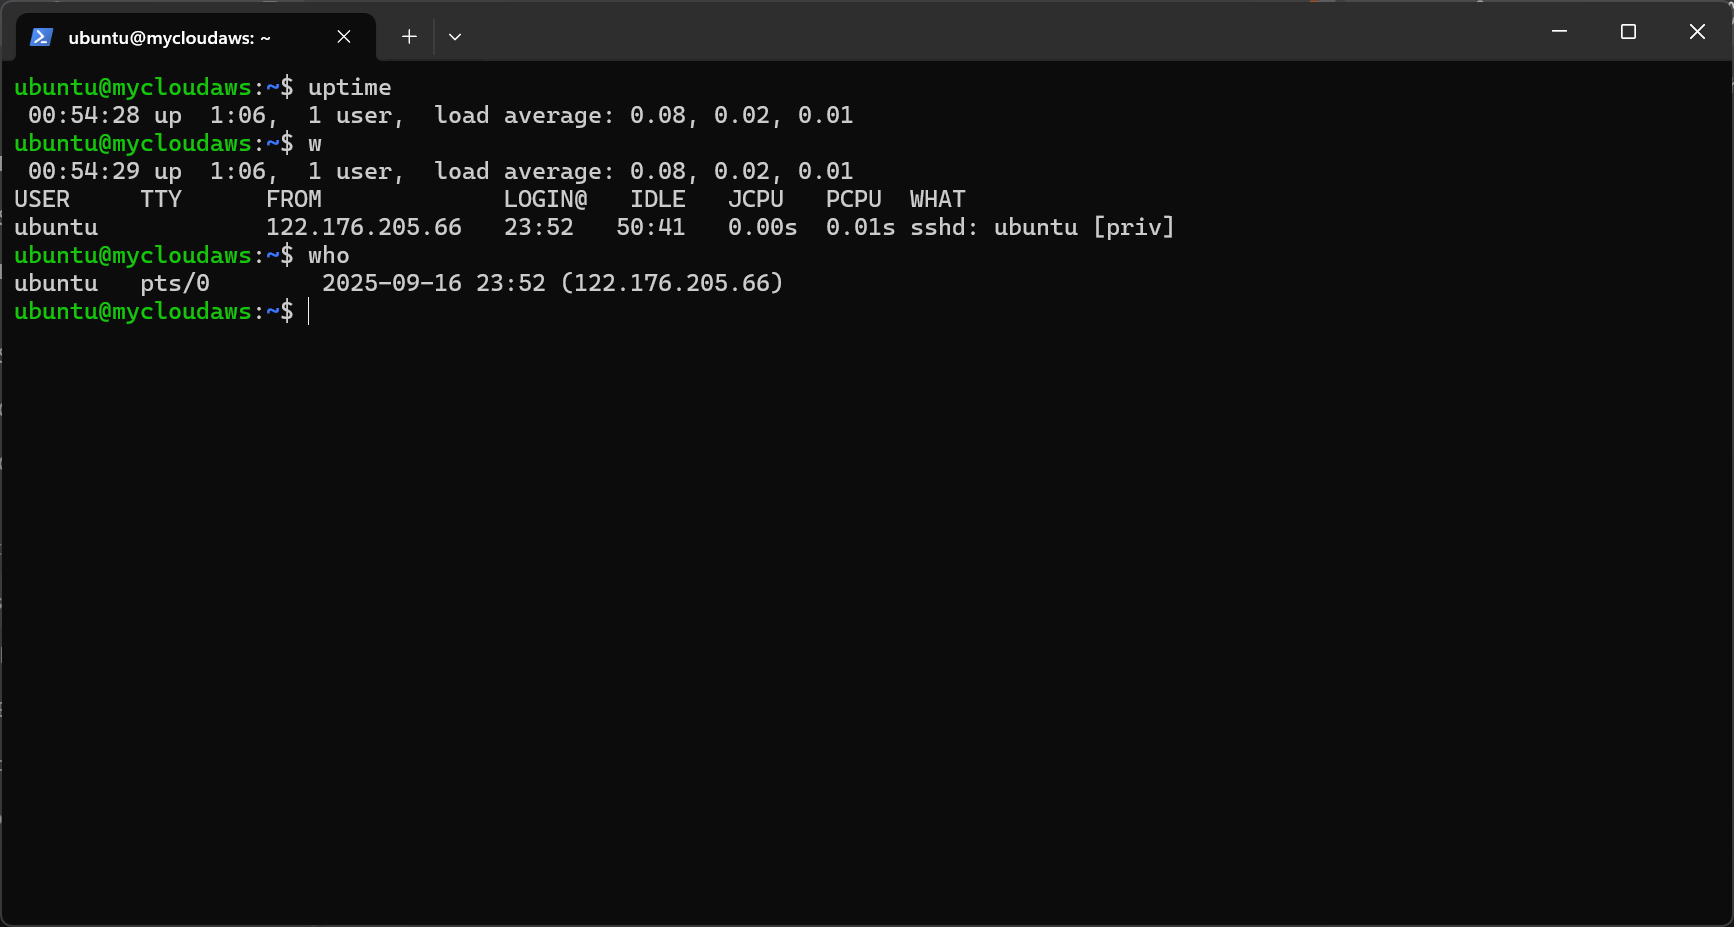 ubuntu@mycloudaws: ~
ubuntu@mycloudaws:~$ uptime
 00:54:28 up  1:06,  1 user,  load average: 0.08, 0.02, 0.01
ubuntu@mycloudaws:~$ w
 00:54:29 up  1:06,  1 user,  load average: 0.08, 0.02, 0.01
USER     TTY      FROM             LOGIN@   IDLE   JCPU   PCPU  WHAT
ubuntu            122.176.205.66   23:52   50:41   0.00s  0.01s sshd: ubuntu [priv]
ubuntu@mycloudaws:~$ who
ubuntu   pts/0        2025-09-16 23:52 (122.176.205.66)
ubuntu@mycloudaws:~$